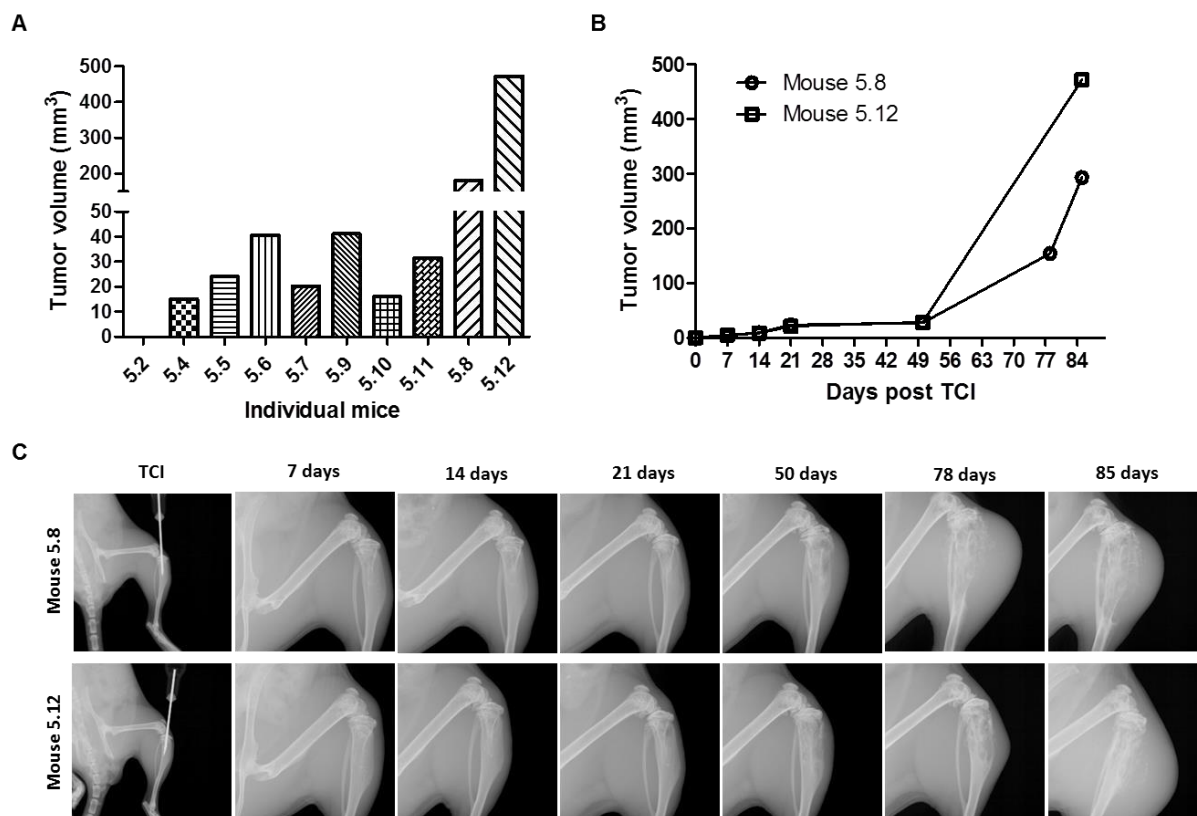 A
Tumor volume (mm³)
500
400
300
200
50
40
30
20
10
0
5.2 5.4 5.5 5.6 5.7 5.9 5.10 5.11 5.8 5.12
Individual mice
B
Tumor volume (mm³)
500
400
300
200
100
0
Mouse 5.8
Mouse 5.12
0 7 14 21 28 35 42 49 56 63 70 77 84
Days post TCI
C
TCI 7 days 14 days 21 days 50 days 78 days 85 days
Mouse 5.8
Mouse 5.12